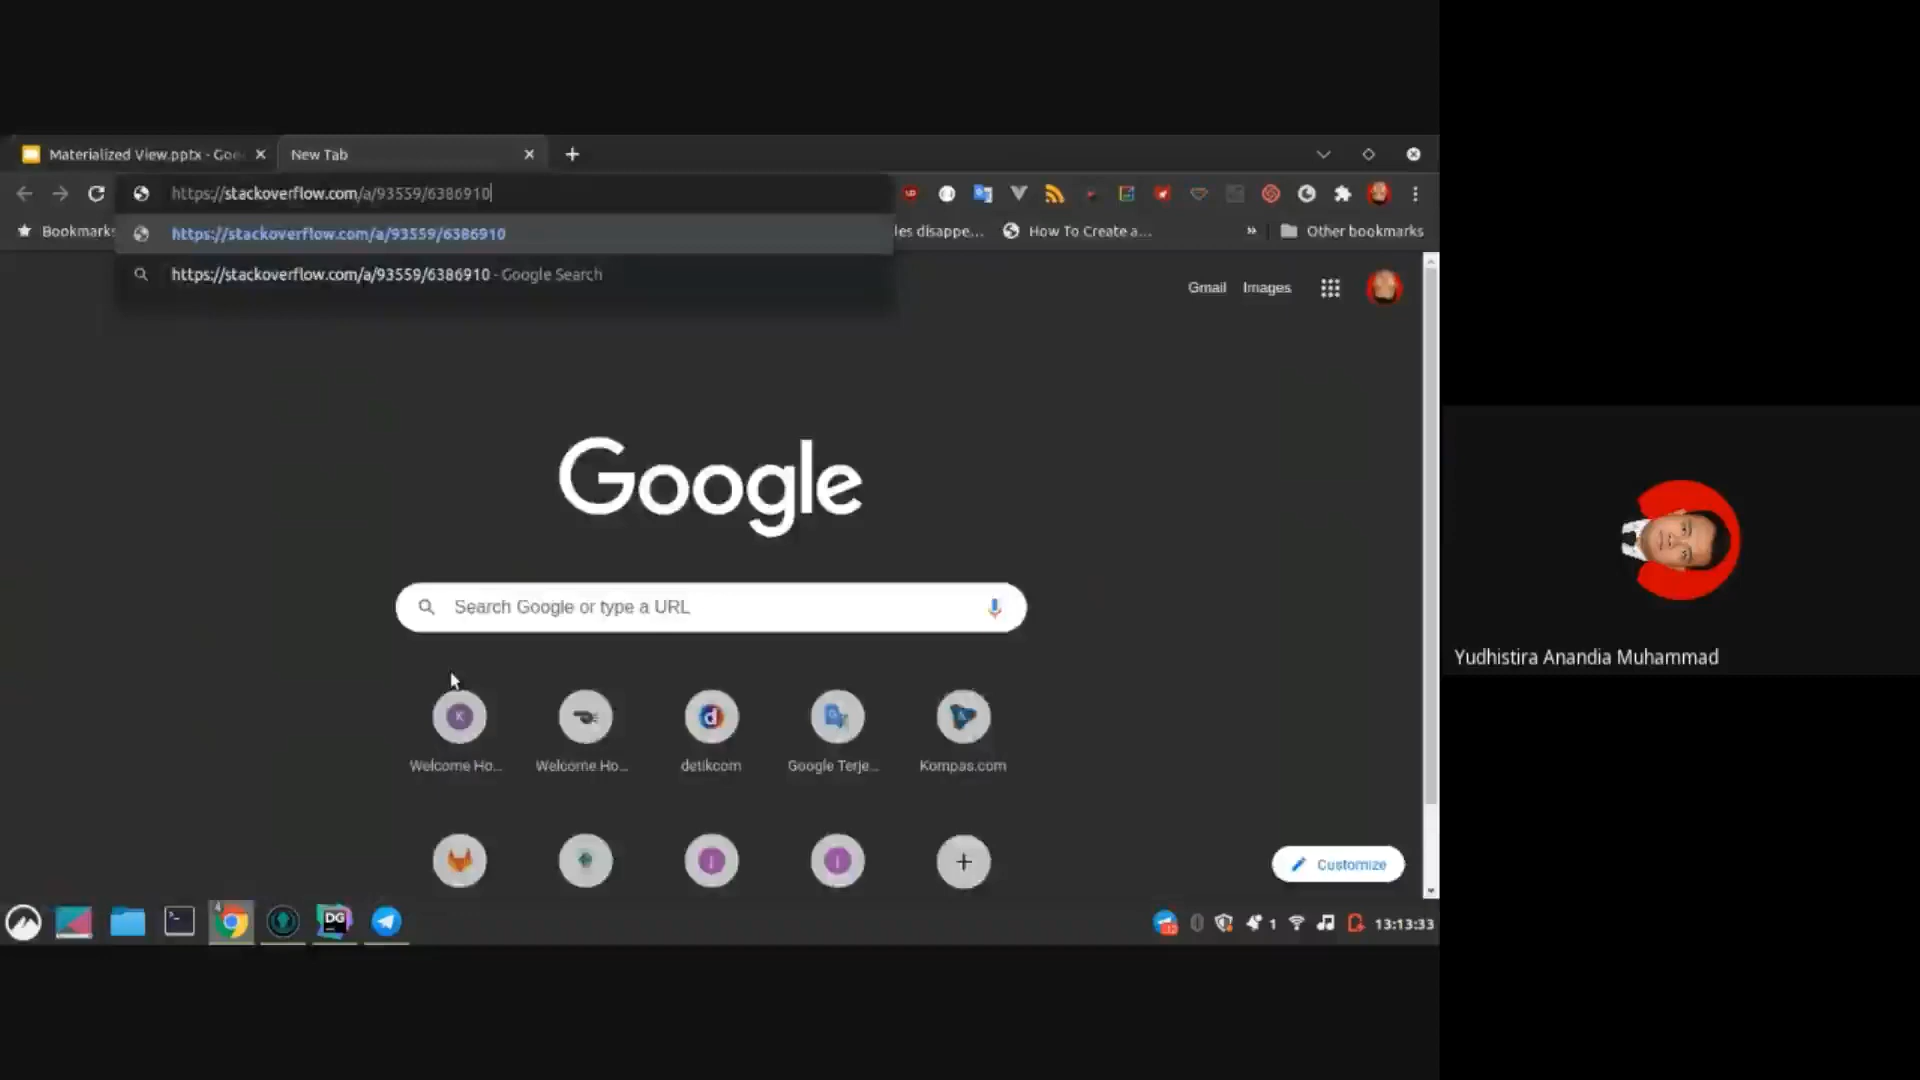 Materialized View.pptx - Goo
New Tab
https://stackoverflow.com/a/93559/6386910
Bookmarks
https://stackoverflow.com/a/93559/6386910
les disappe...
How To Create a...
Other bookmarks
https://stackoverflow.com/a/93559/6386910 - Google Search
Gmail
Images
Google
Search Google or type a URL
Yudhistira Anandia Muhammad
K
d
Welcome Ho...
Welcome Ho...
detikcom
Google Terje...
Kompas.com
Customize
DG
1
13:13:33